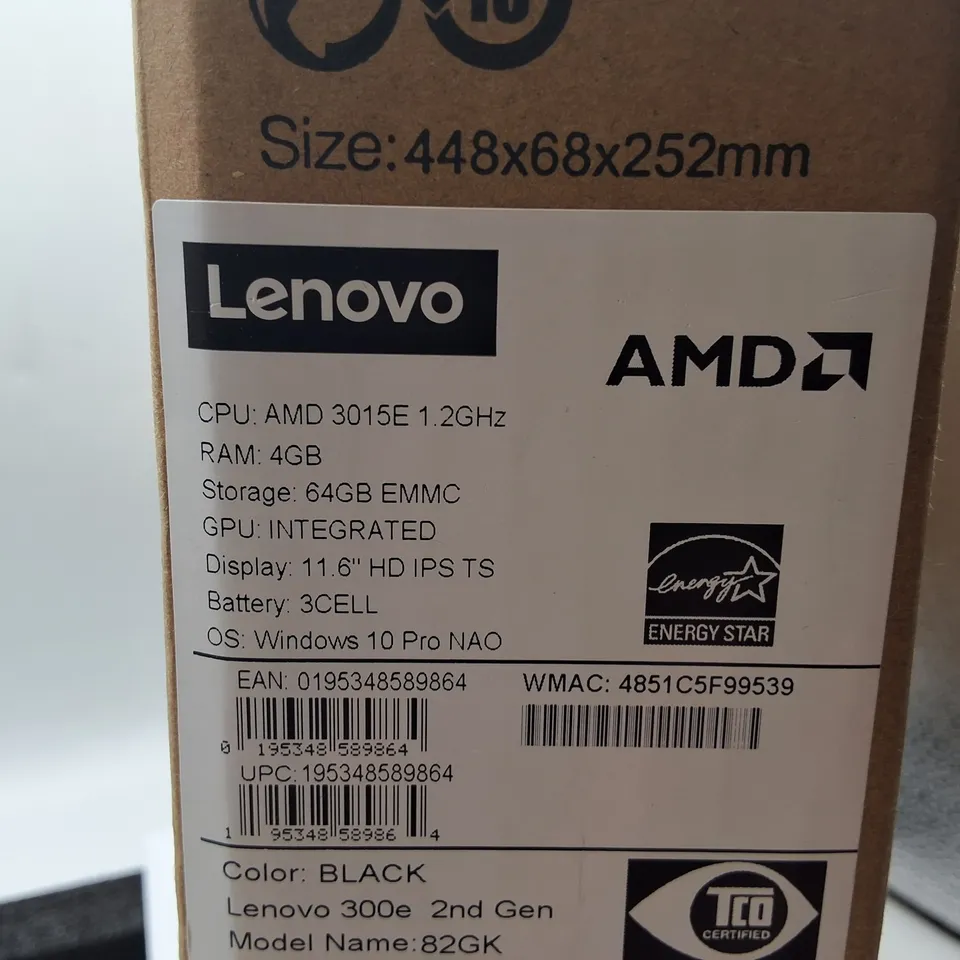 10
Size:448x68x252mm
Lenovo
AMD
CPU: AMD 3015E 1.2GHz
RAM: 4GB
Storage: 64GB EMMC
GPU: INTEGRATED
Display: 11.6" HD IPS TS
Battery: 3CELL
OS: Windows 10 Pro NAO
energy
ENERGY STAR
EAN: 0195348589864
WMAC: 4851C5F99539
0 195348 589864
UPC:195348589864
1 95348 58986 4
Color: BLACK
Lenovo 300e 2nd Gen
Model Name:82GK
TCO
CERTIFIED